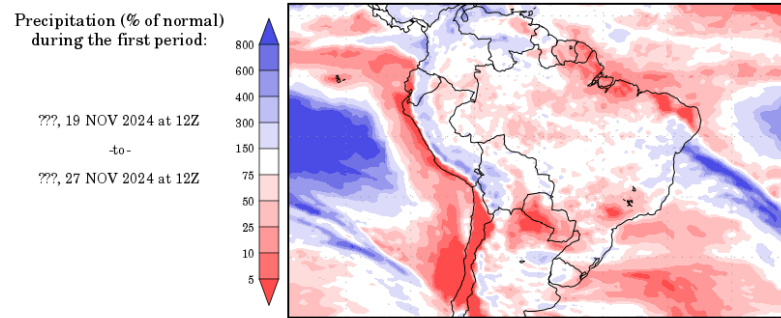 Precipitation (% of normal)
during the first period:
???, 19 NOV 2024 at 12Z
-to-
???, 27 NOV 2024 at 12Z
800
600
400
300
150
75
50
25
10
5